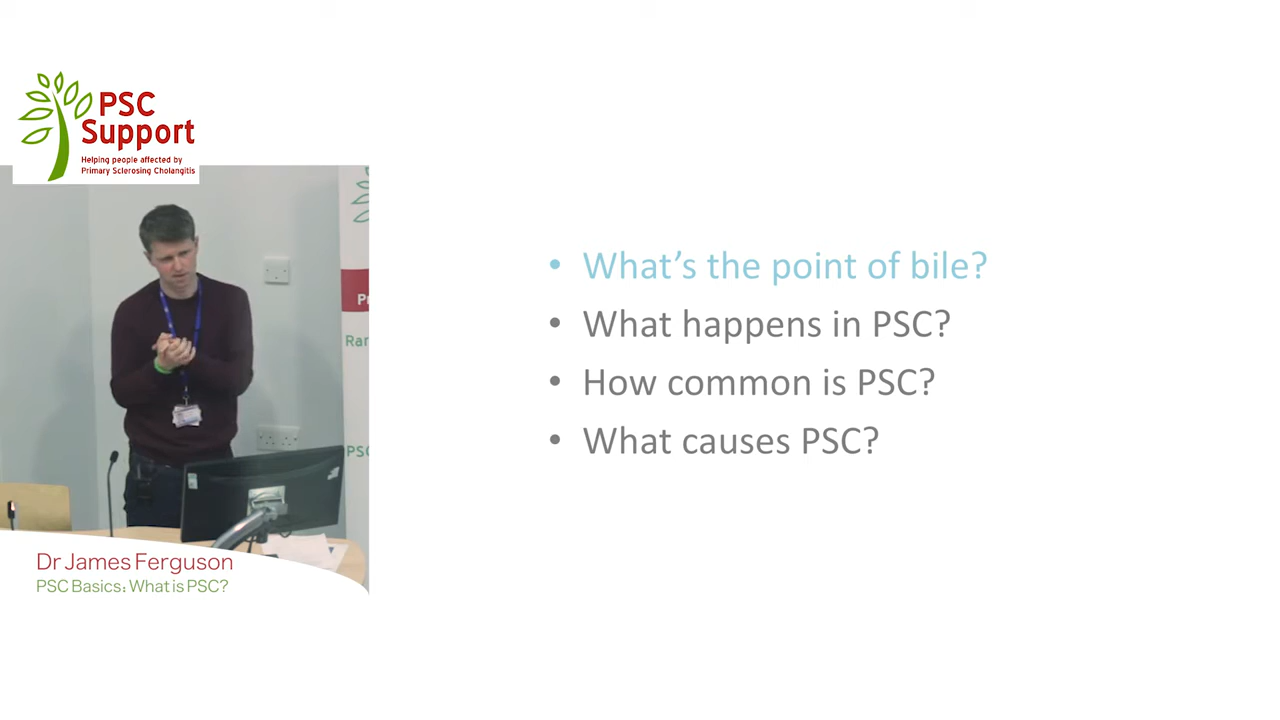 PSC
Support
Helping people affected by
Primary Sclerosing Cholangitis
• What's the point of bile?
• What happens in PSC?
• How common is PSC?
• What causes PSC?
Dr James Ferguson
PSC Basics: What is PSC?